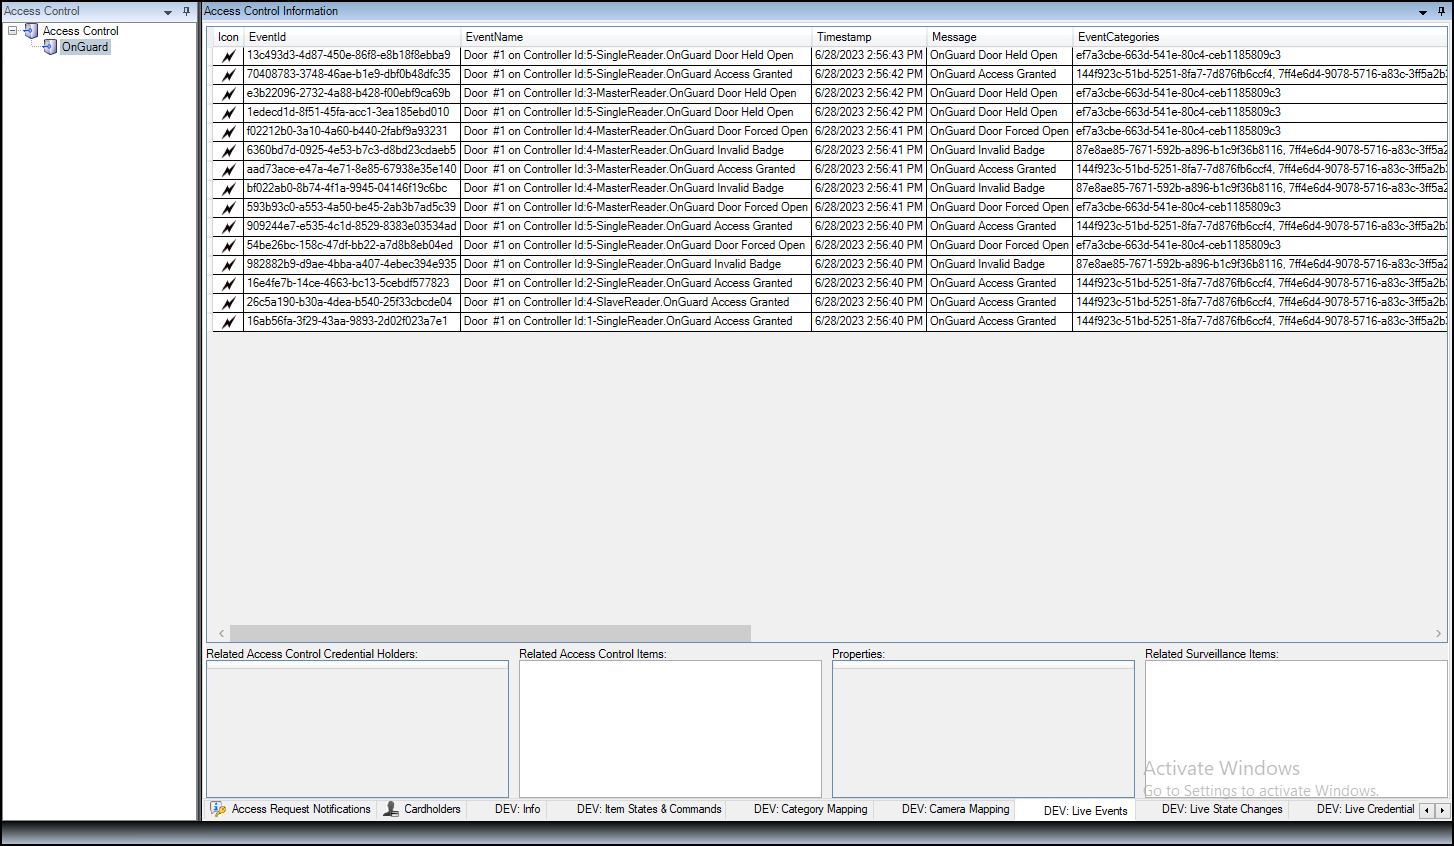 Access Control
Access Control
OnGuard
Access Control Information
Icon EventId EventName Timestamp Message EventCategories
13c493d3-4d87-450e-86f8-e8b18f8ebba9 Door #1 on Controller Id:5-SingleReader.OnGuard Door Held Open 6/28/2023 2:56:43 PM OnGuard Door Held Open ef7a3cbe-663d-541e-80c4-ceb1185809c3
70408783-3748-46ae-b1e9-dbf0b48dfc35 Door #1 on Controller Id:5-SingleReader.OnGuard Access Granted 6/28/2023 2:56:42 PM OnGuard Access Granted 144f923c-51bd-5251-8fa7-7d876fb6ccf4, 7ff4e6d4-9078-5716-a83c-3ff5a2b3
e3b22096-2732-4a88-b428-f00ebf9ca69b Door #1 on Controller Id:3-MasterReader.OnGuard Door Held Open 6/28/2023 2:56:42 PM OnGuard Door Held Open ef7a3cbe-663d-541e-80c4-ceb1185809c3
1edecd1d-8f51-45fa-acc1-3ea185ebd010 Door #1 on Controller Id:5-SingleReader.OnGuard Door Held Open 6/28/2023 2:56:42 PM OnGuard Door Held Open ef7a3cbe-663d-541e-80c4-ceb1185809c3
f02212b0-3a10-4a60-b440-2fabf9a93231 Door #1 on Controller Id:4-MasterReader.OnGuard Door Forced Open 6/28/2023 2:56:41 PM OnGuard Door Forced Open ef7a3cbe-663d-541e-80c4-ceb1185809c3
6360bd7d-0925-4e53-b7c3-d8bd23cdaeb5 Door #1 on Controller Id:4-MasterReader.OnGuard Invalid Badge 6/28/2023 2:56:41 PM OnGuard Invalid Badge 87e8ae85-7671-592b-a896-b1c9f36b8116, 7ff4e6d4-9078-5716-a83c-3ff5a2
aad73ace-e47a-4e71-8e85-67938e35e140 Door #1 on Controller Id:3-MasterReader.OnGuard Access Granted 6/28/2023 2:56:41 PM OnGuard Access Granted 144f923c-51bd-5251-8fa7-7d876fb6ccf4, 7ff4e6d4-9078-5716-a83c-3ff5a2b3
bf022ab0-8b74-4f1a-9945-04146f19c6bc Door #1 on Controller Id:4-MasterReader.OnGuard Invalid Badge 6/28/2023 2:56:41 PM OnGuard Invalid Badge 87e8ae85-7671-592b-a896-b1c9f36b8116, 7ff4e6d4-9078-5716-a83c-3ff5a2
593b93c0-a553-4a50-be45-2ab3b7ad5c39 Door #1 on Controller Id:6-MasterReader.OnGuard Door Forced Open 6/28/2023 2:56:41 PM OnGuard Door Forced Open ef7a3cbe-663d-541e-80c4-ceb1185809c3
909244e7-e535-4c1d-8529-8383e03534ad Door #1 on Controller Id:5-SingleReader.OnGuard Access Granted 6/28/2023 2:56:40 PM OnGuard Access Granted 144f923c-51bd-5251-8fa7-7d876fb6ccf4, 7ff4e6d4-9078-5716-a83c-3ff5a2b3
54be26bc-158c-47df-bb22-a7d8b8eb04ed Door #1 on Controller Id:5-SingleReader.OnGuard Door Forced Open 6/28/2023 2:56:40 PM OnGuard Door Forced Open ef7a3cbe-663d-541e-80c4-ceb1185809c3
982882b9-d9ae-4bba-a407-4ebec394e935 Door #1 on Controller Id:9-SingleReader.OnGuard Invalid Badge 6/28/2023 2:56:40 PM OnGuard Invalid Badge 87e8ae85-7671-592b-a896-b1c9f36b8116, 7ff4e6d4-9078-5716-a83c-3ff5a2
16e4fe7b-14ce-4663-bc13-5cebdf577823 Door #1 on Controller Id:2-SingleReader.OnGuard Access Granted 6/28/2023 2:56:40 PM OnGuard Access Granted 144f923c-51bd-5251-8fa7-7d876fb6ccf4, 7ff4e6d4-9078-5716-a83c-3ff5a2b3
26c5a190-b30a-4dea-b540-25f33cbcde04 Door #1 on Controller Id:4-SlaveReader.OnGuard Access Granted 6/28/2023 2:56:40 PM OnGuard Access Granted 144f923c-51bd-5251-8fa7-7d876fb6ccf4, 7ff4e6d4-9078-5716-a83c-3ff5a2b3
16ab56fa-3f29-43aa-9893-2d02f023a7e1 Door #1 on Controller Id:1-SingleReader.OnGuard Access Granted 6/28/2023 2:56:40 PM OnGuard Access Granted 144f923c-51bd-5251-8fa7-7d876fb6ccf4, 7ff4e6d4-9078-5716-a83c-3ff5a2b3
Related Access Control Credential Holders: Related Access Control Items: Properties: Related Surveillance Items:
Activate Windows
Go to Settings to activate Windows.
Access Request Notifications Cardholders DEV: Info DEV: Item States & Commands DEV: Category Mapping DEV: Camera Mapping DEV: Live Events DEV: Live State Changes DEV: Live Credential